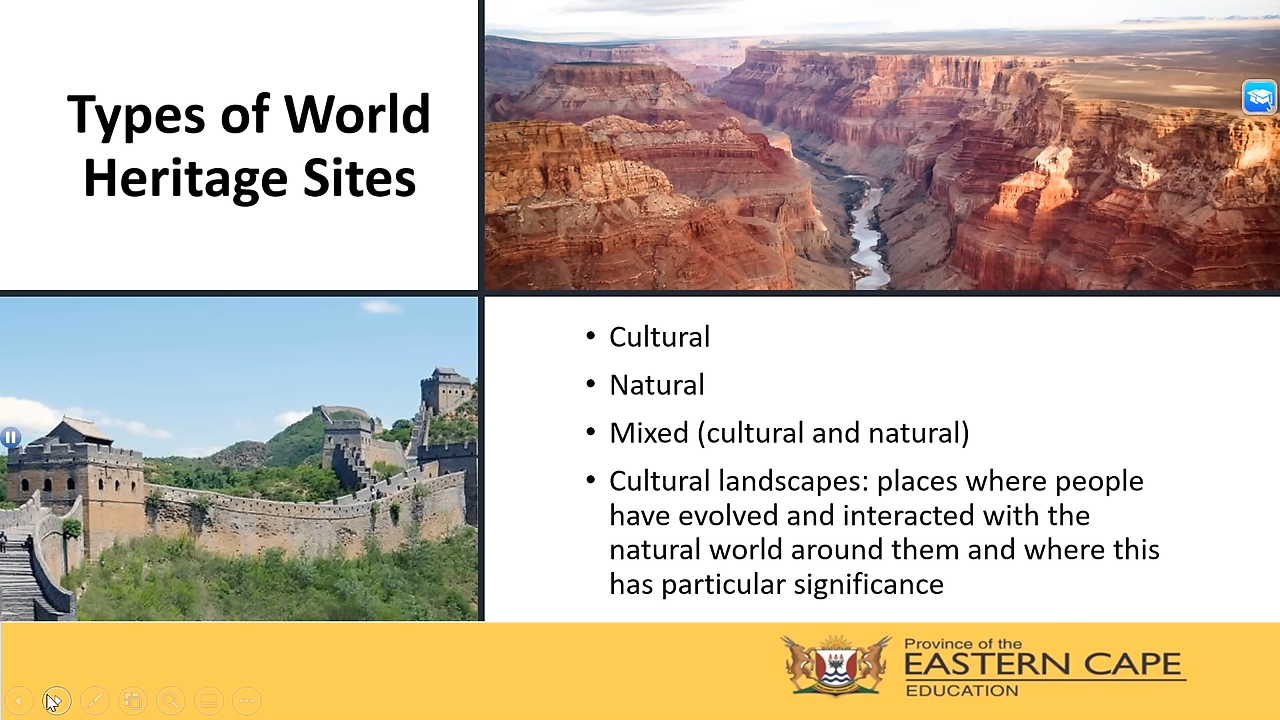 Types of World
Heritage Sites
• Cultural
• Natural
• Mixed (cultural and natural)
• Cultural landscapes: places where people
have evolved and interacted with the
natural world around them and where this
has particular significance
Province of the
EASTERN CAPE
EDUCATION